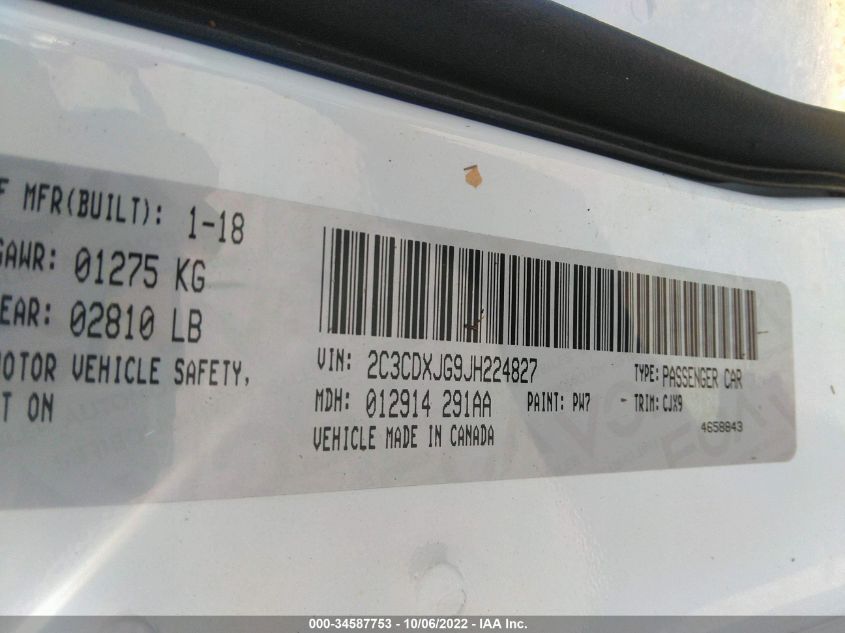 F MFR(BUILT): 1-18
GAWR: 01275 KG
EAR: 02810 LB
MOTOR VEHICLE SAFETY,
T ON
VIN: 2C3CDXJG9JH224827 TYPE: PASSENGER CAR
MDH: 012914 291AA PAINT: PW7 TRIM: CJX9
VEHICLE MADE IN CANADA 4658843
000-34587753 - 10/06/2022 - IAA Inc.